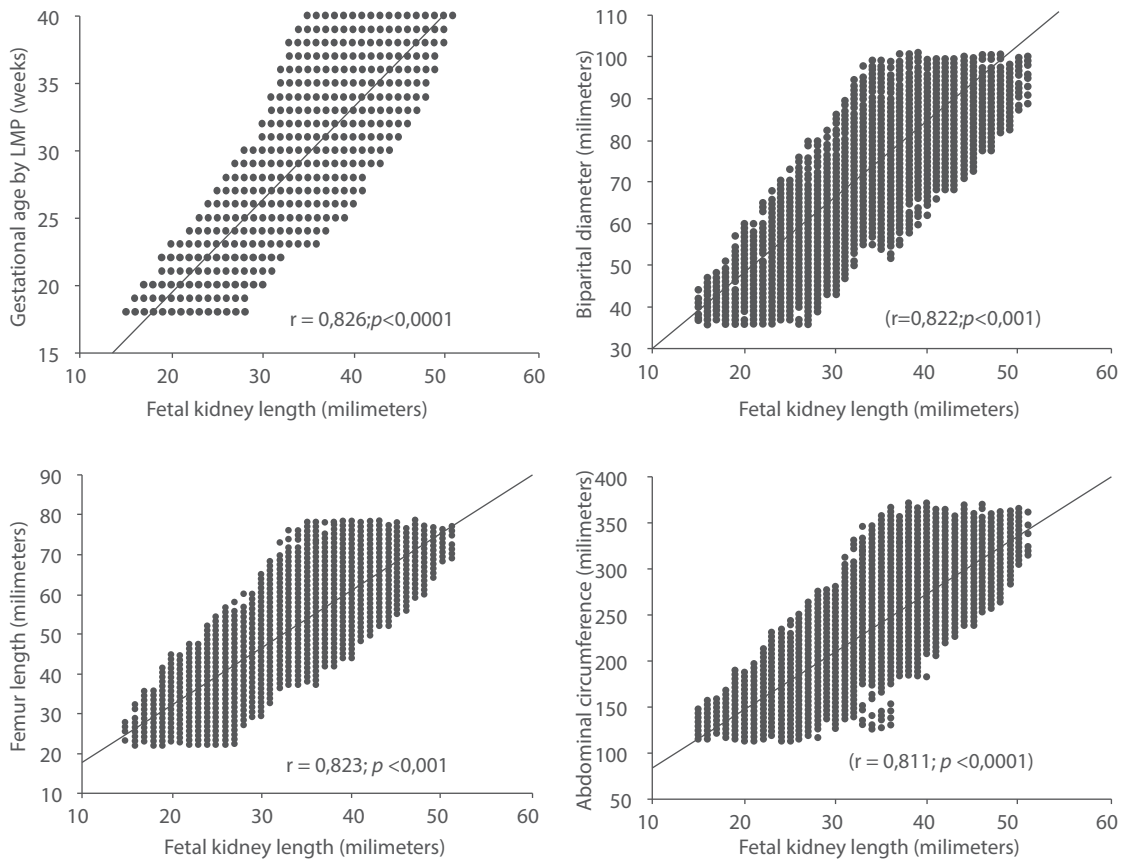 Gestational age by LMP (weeks)
40
35
30
25
20
15
r = 0,826;p<0,0001
10 20 30 40 50 60
Fetal kidney length (milimeters)
Biparital diameter (milimeters)
110
100
90
80
70
60
50
40
30
(r=0,822;p<0,001)
10 20 30 40 50 60
Fetal kidney length (milimeters)
Femur length (milimeters)
90
80
70
60
50
40
30
20
10
r = 0,823; p <0,001
10 20 30 40 50 60
Fetal kidney length (milimeters)
Abdominal circumference (milimeters)
400
350
300
250
200
150
100
50
(r = 0,811; p <0,0001)
10 20 30 40 50 60
Fetal kidney length (milimeters)